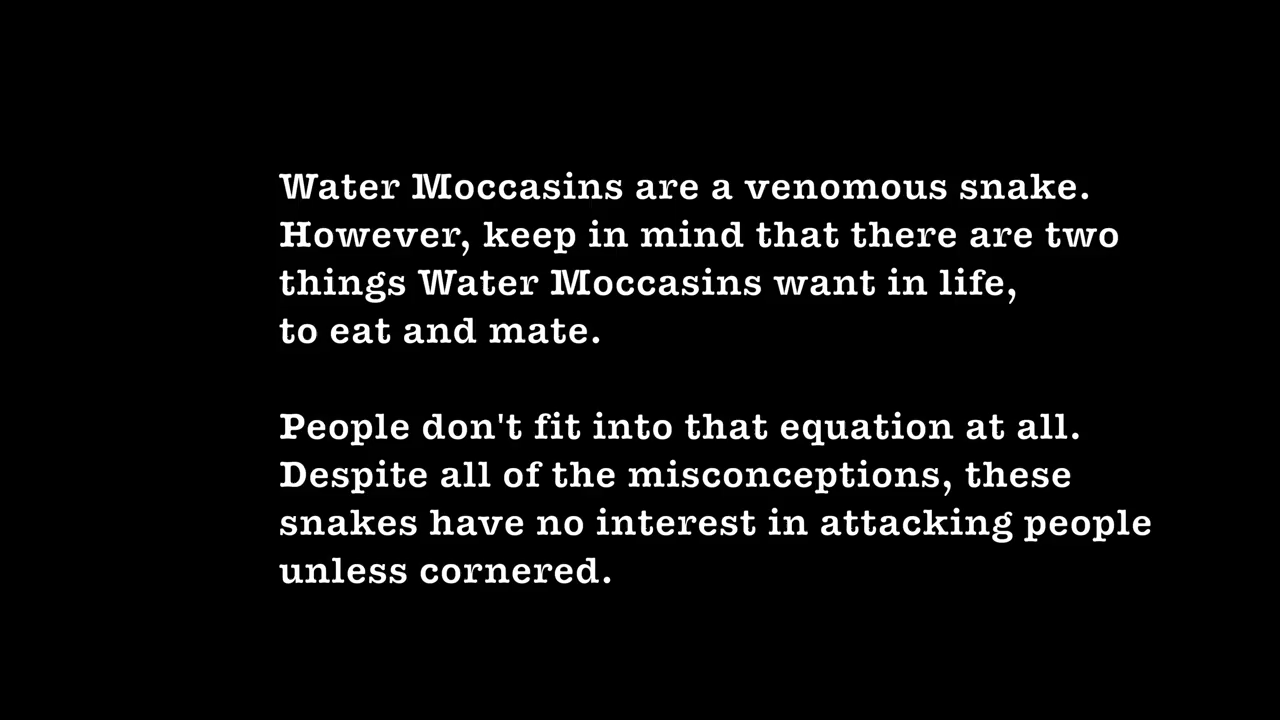 Water Moccasins are a venomous snake.
However, keep in mind that there are two
things Water Moccasins want in life,
to eat and mate.
People don't fit into that equation at all.
Despite all of the misconceptions, these
snakes have no interest in attacking people
unless cornered.